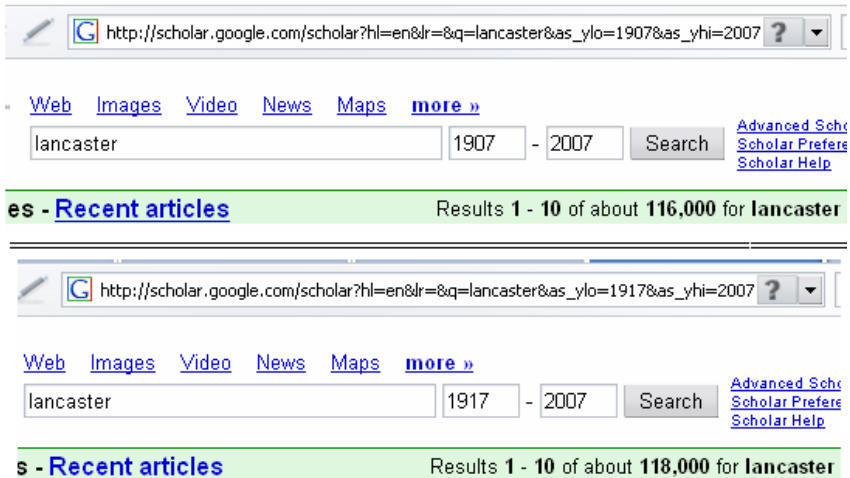 http://scholar.google.com/scholar?hl=en&lr=&q=lancaster&as_ylo=1907&as_yhi=2007 ?
Web Images Video News Maps more »
lancaster 1907 - 2007 Search
Advanced Scho
Scholar Prefere
Scholar Help
es - Recent articles Results 1 - 10 of about 116,000 for lancaster
http://scholar.google.com/scholar?hl=en&lr=&q=lancaster&as_ylo=1917&as_yhi=2007 ?
Web Images Video News Maps more »
lancaster 1917 - 2007 Search
Advanced Scho
Scholar Prefere
Scholar Help
s - Recent articles Results 1 - 10 of about 118,000 for lancaster